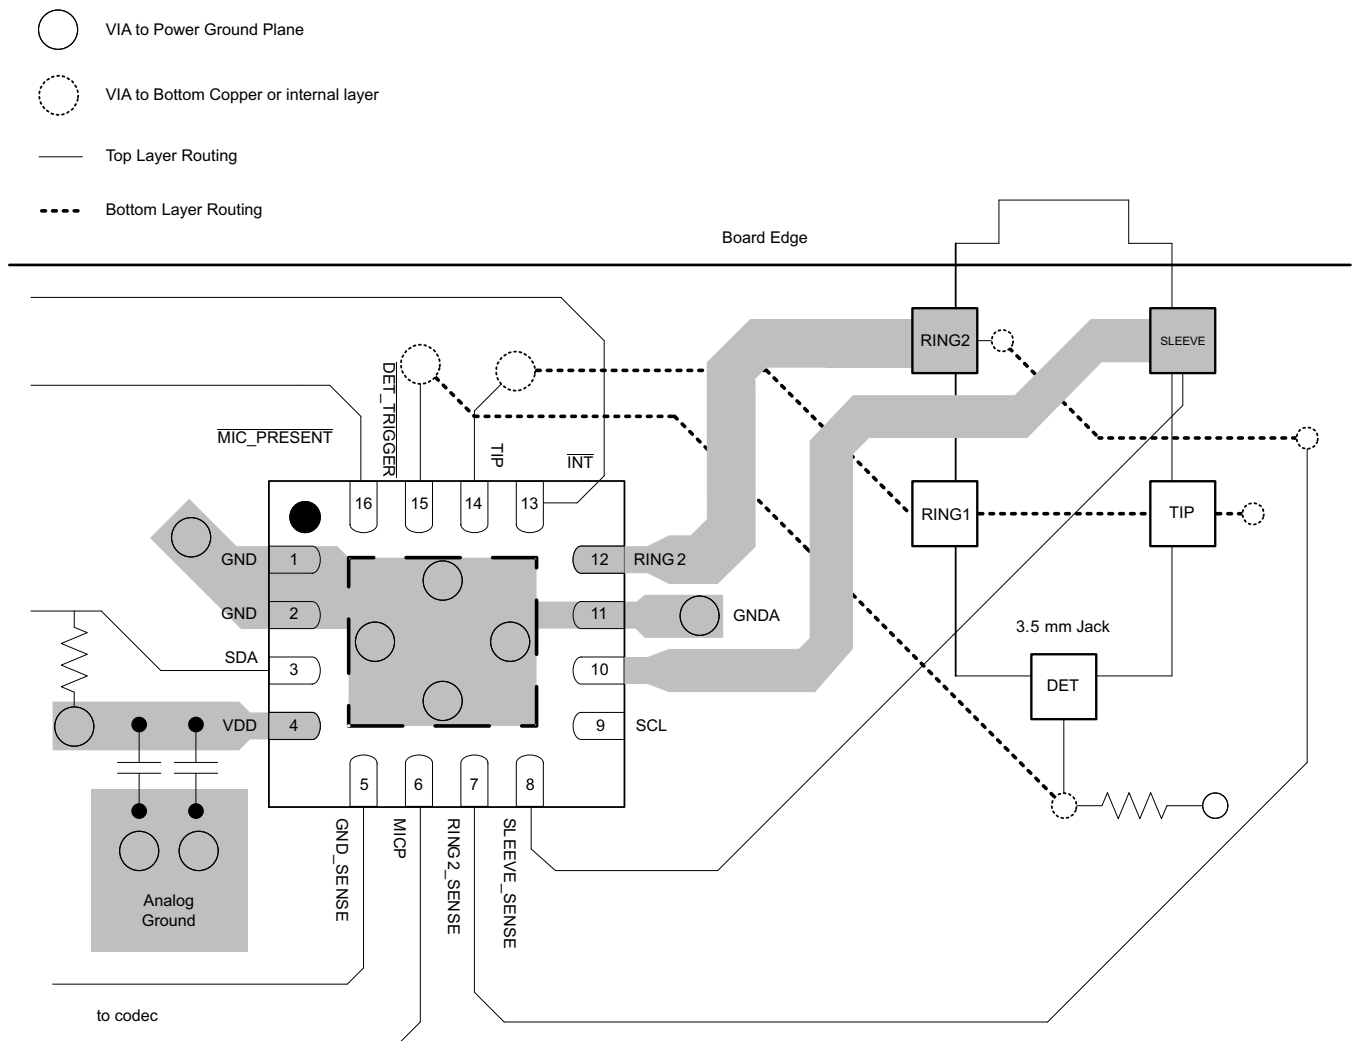 VIA to Power Ground Plane
VIA to Bottom Copper or internal layer
Top Layer Routing
Bottom Layer Routing
Board Edge
RING2
SLEEVE
DET_TRIGGER
MIC_PRESENT
TIP
INT
16
15
14
13
RING1
TIP
GND
1
12
RING2
GND
2
11
GNDA
3.5 mm Jack
SDA
3
10
DET
VDD
4
9
SCL
5
6
7
8
GND_SENSE
MICP
RING2_SENSE
SLEEVE_SENSE
Analog
Ground
to codec